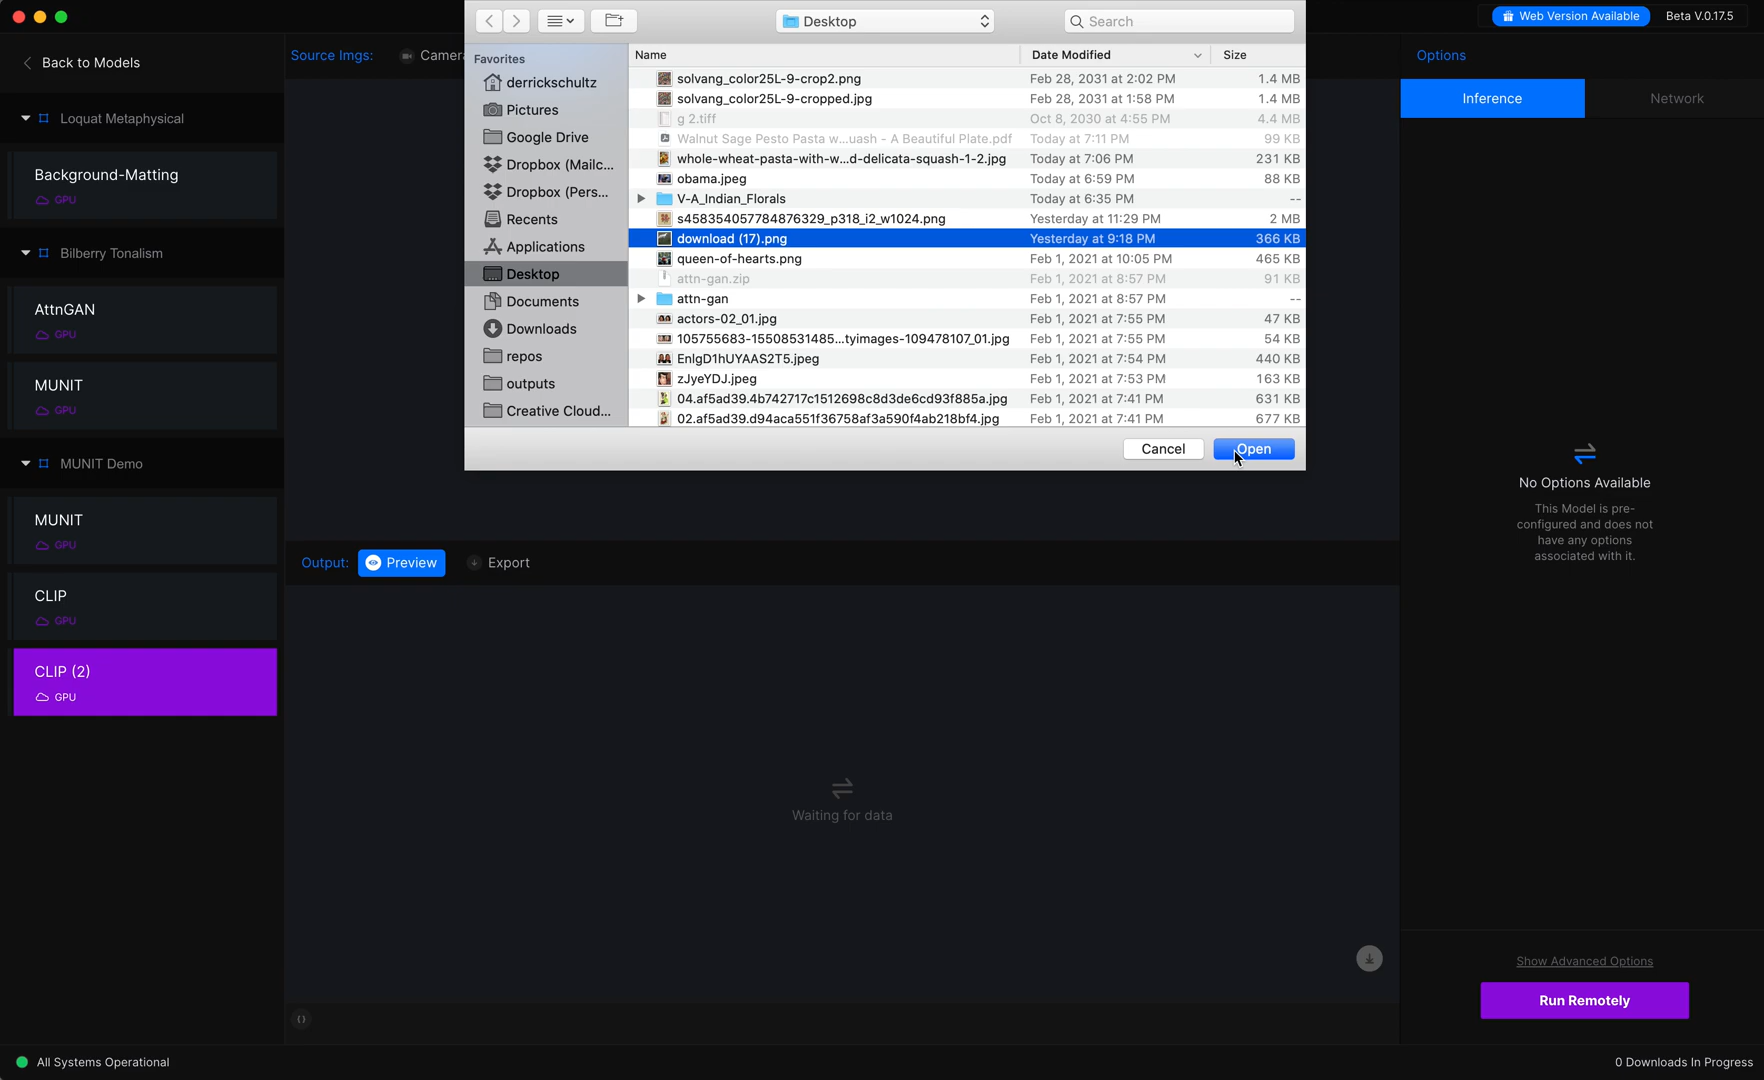 Desktop
Search
Web Version Available
Beta V.0.17.5
Back to Models
Source Imgs:
Camera
Options
Inference
Network
Loquat Metaphysical
Background-Matting
GPU
Bilberry Tonalism
AttnGAN
GPU
MUNIT
GPU
MUNIT Demo
MUNIT
GPU
CLIP
GPU
CLIP (2)
GPU
Favorites
derrickschultz
Pictures
Google Drive
Dropbox (Mailc...
Dropbox (Pers...
Recents
Applications
Desktop
Documents
Downloads
repos
outputs
Creative Cloud...
Name Date Modified Size
solvang_color25L-9-crop2.png Feb 28, 2031 at 2:02 PM 1.4 MB
solvang_color25L-9-cropped.jpg Feb 28, 2031 at 1:58 PM 1.4 MB
g 2.tiff Oct 8, 2030 at 4:55 PM 4.4 MB
Walnut Sage Pesto Pasta w...uash - A Beautiful Plate.pdf Today at 7:11 PM 99 KB
whole-wheat-pasta-with-w...d-delicata-squash-1-2.jpg Today at 7:06 PM 231 KB
obama.jpeg Today at 6:59 PM 88 KB
V-A_Indian_Florals Today at 6:35 PM --
s458354057784876329_p318_i2_w1024.png Yesterday at 11:29 PM 2 MB
download (17).png Yesterday at 9:18 PM 366 KB
queen-of-hearts.png Feb 1, 2021 at 10:05 PM 465 KB
attn-gan.zip Feb 1, 2021 at 8:57 PM 91 KB
attn-gan Feb 1, 2021 at 8:57 PM --
actors-02_01.jpg Feb 1, 2021 at 7:55 PM 47 KB
105755683-15508531485...tyimages-109478107_01.jpg Feb 1, 2021 at 7:55 PM 54 KB
EnlgD1hUYAAS2T5.jpeg Feb 1, 2021 at 7:54 PM 440 KB
zJyeYDJ.jpeg Feb 1, 2021 at 7:53 PM 163 KB
04.af5ad39.4b742717c1512698c8d3de6cd93f885a.jpg Feb 1, 2021 at 7:41 PM 631 KB
02.af5ad39.d94aca551f36758af3a590f4ab218bf4.jpg Feb 1, 2021 at 7:41 PM 677 KB
Cancel
Open
No Options Available
This Model is pre-
configured and does not
have any options
associated with it.
Output:
Preview
Export
Waiting for data
Show Advanced Options
Run Remotely
All Systems Operational
0 Downloads In Progress